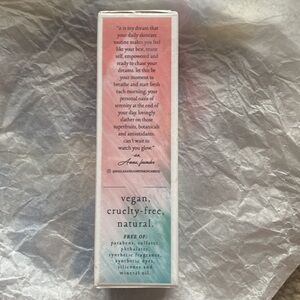 "it is my dream that
your daily skincare
routine makes you feel
like your best, truest
self, empowered and
ready to chase your
dreams. let this be
your moment to
breathe and start fresh
each morning, your
personal oasis of
serenity at the end of
your day. lovingly
slather on those
superfruits, botanicals
and antioxidants.
can't wait to
watch you glow."
xo,
founder
vegan,
cruelty-free,
natural.
FREE OF:
parabens, sulfates,
phthalates,
synthetic fragrance,
synthetic dyes,
silicones and
mineral oil.